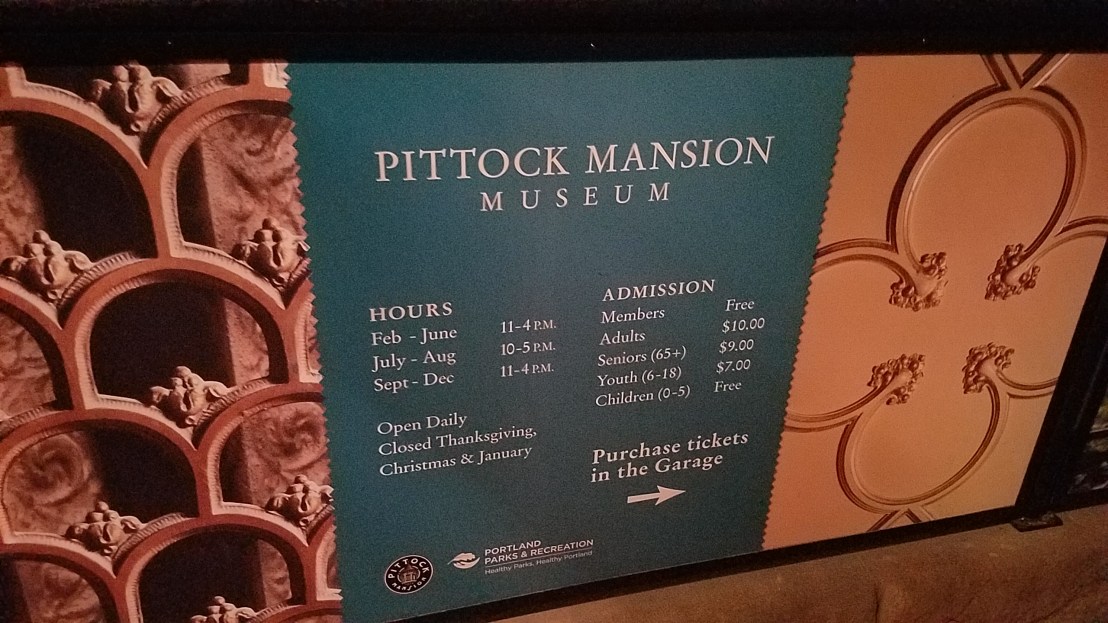 PITTOCK MANSION
MUSEUM
HOURS
Feb - June 11-4 P.M.
July - Aug 10-5 P.M.
Sept - Dec 11-4 P.M.
Open Daily
Closed Thanksgiving,
Christmas & January
ADMISSION
Members Free
Adults $10.00
Seniors (65+) $9.00
Youth (6-18) $7.00
Children (0-5) Free
Purchase tickets
in the Garage
PITTOCK
MANSION
PORTLAND
PARKS & RECREATION
Healthy Parks, Healthy Portland